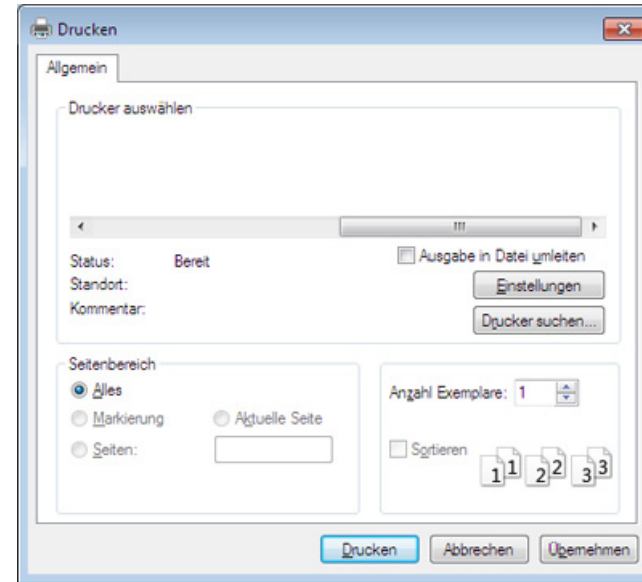 Drucken
Allgemein
Drucker auswählen
Status: Bereit
Ausgabe in Datei umleiten
Standort:
Einstellungen
Kommentar:
Drucker suchen...
Seitenbereich
Alles
Anzahl Exemplare: 1
Markierung Aktuelle Seite
Seiten:
Sortieren
1 1 2 2 3 3
Drucken Abbrechen Übernehmen